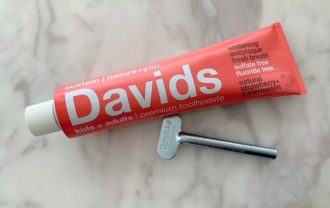 sustain | nature+you
Davids
kids + adults | premium toothpaste
whitening
antiplaque
fresh breath
sulfate free
fluoride free
natural
strawberry+
watermelon
Davids